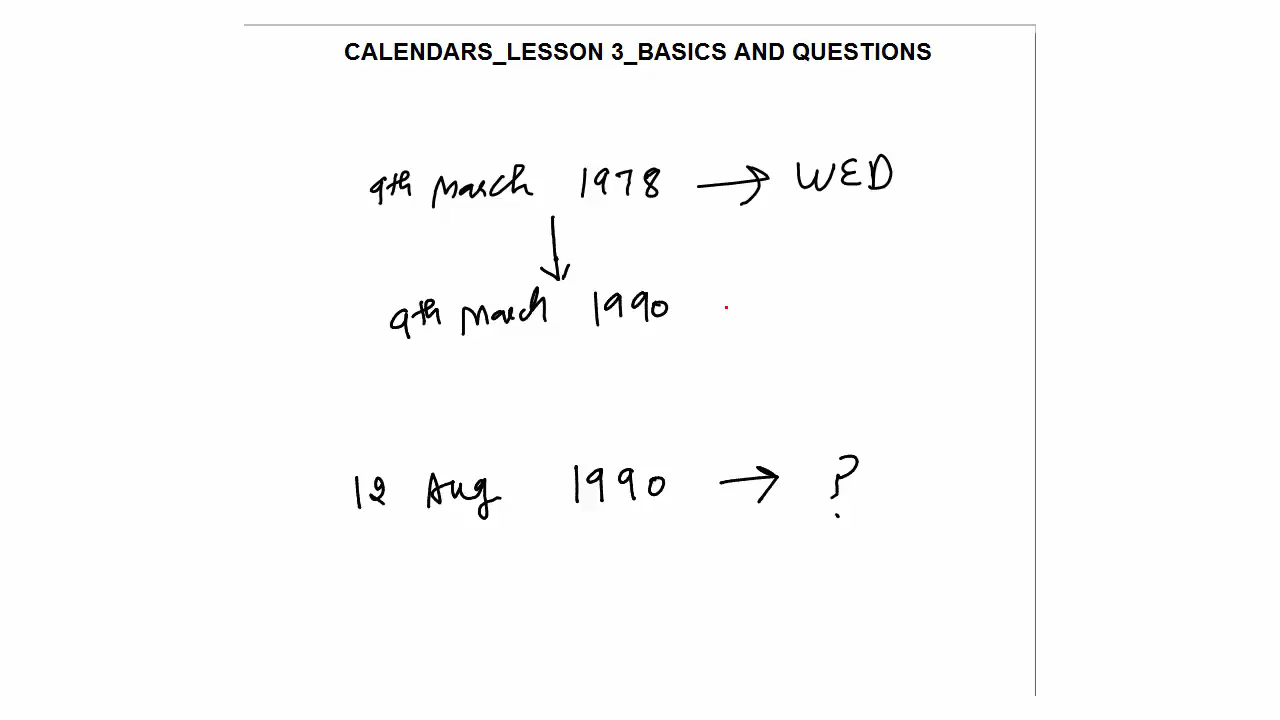 CALENDARS_LESSON 3_BASICS AND QUESTIONS
9th March 1978 → WED
9th March 1990
12 Aug 1990 → ?